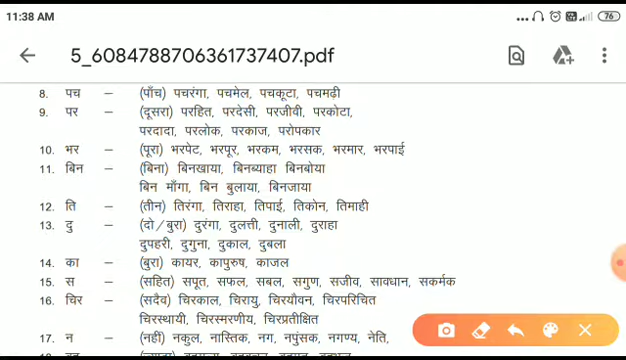 11:38 AM
76
5_6084788706361737407.pdf
8. पच – (पाँच) पचरंगा, पचमेल, पचकूटा, पचमढ़ी
9. पर – (दूसरा) परहित, परदेसी, परजीवी, परकोटा,
परदादा, परलोक, परकाज, परोपकार
10. भर – (पूरा) भरपेट, भरपूर, भरकम, भरसक, भरमार, भरपाई
11. बिन – (बिना) बिनखाया, बिनब्याहा बिनबोया
बिन माँगा, बिन बुलाया, बिनजाया
12. ति – (तीन) तिरंगा, तिराहा, तिपाई, तिकोन, तिमाही
13. दु – (दो/बुरा) दुरंगा, दुलत्ती, दुनाली, दुराहा
दुपहरी, दुगुना, दुकाल, दुबला
14. का – (बुरा) कायर, कापुरुष, काजल
15. स – (सहित) सपूत, सफल, सबल, सगुण, सजीव, सावधान, सकर्मक
16. चिर – (सदैव) चिरकाल, चिरायु, चिरयौवन, चिरपरिचित
चिरस्थायी, चिरस्मरणीय, चिरप्रतीक्षित
17. न – (नहीं) नकुल, नास्तिक, नग, नपुंसक, नगण्य, नेति,